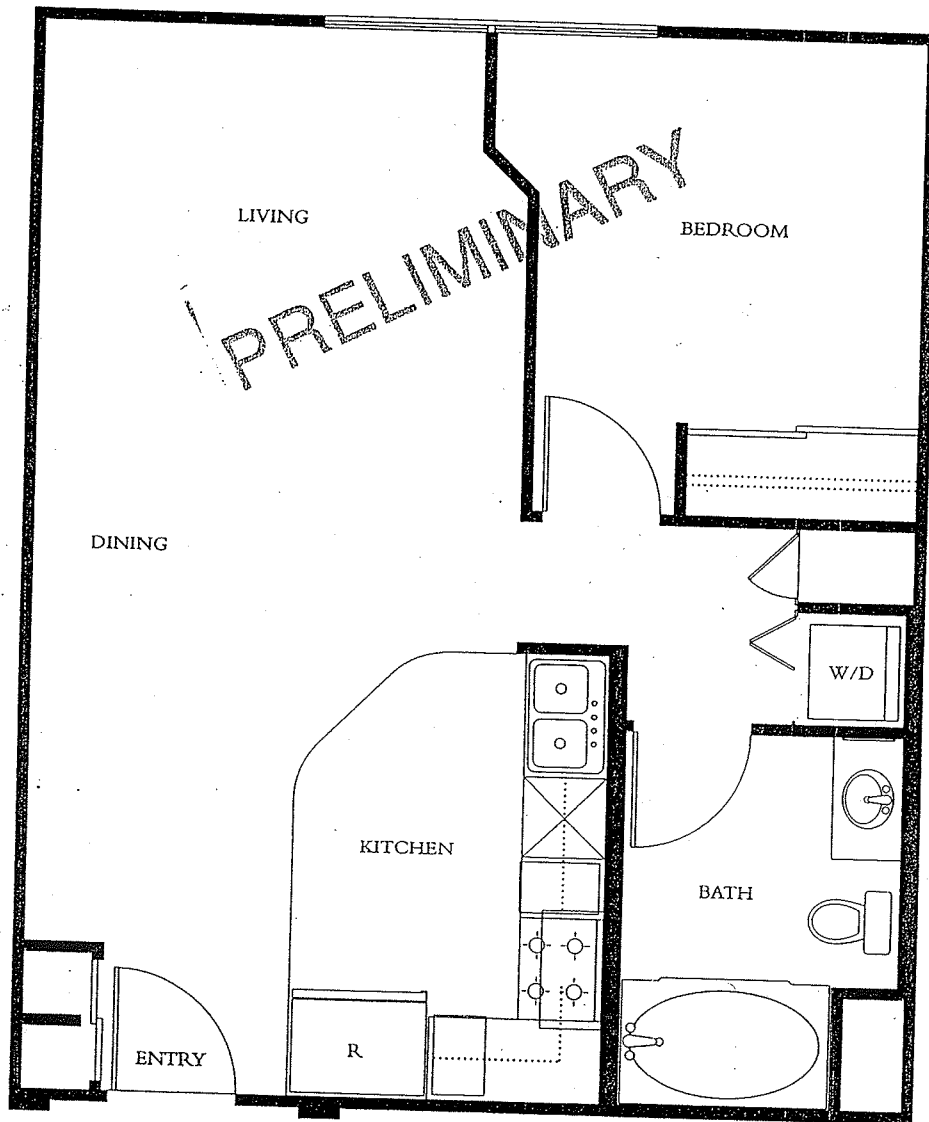 LIVING
BEDROOM
PRELIMINARY
DINING
W/D
KITCHEN
BATH
ENTRY
R